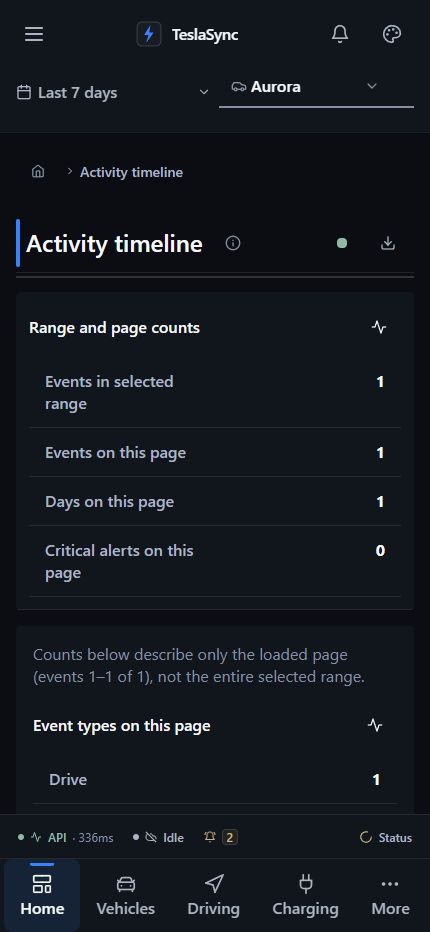 TeslaSync
Last 7 days
Aurora
Activity timeline
Activity timeline
Range and page counts
Events in selected
range
1
Events on this page
1
Days on this page
1
Critical alerts on this
page
0
Counts below describe only the loaded page
(events 1–1 of 1), not the entire selected range.
Event types on this page
Drive
1
API · 336ms
Idle
2
Status
Home
Vehicles
Driving
Charging
More